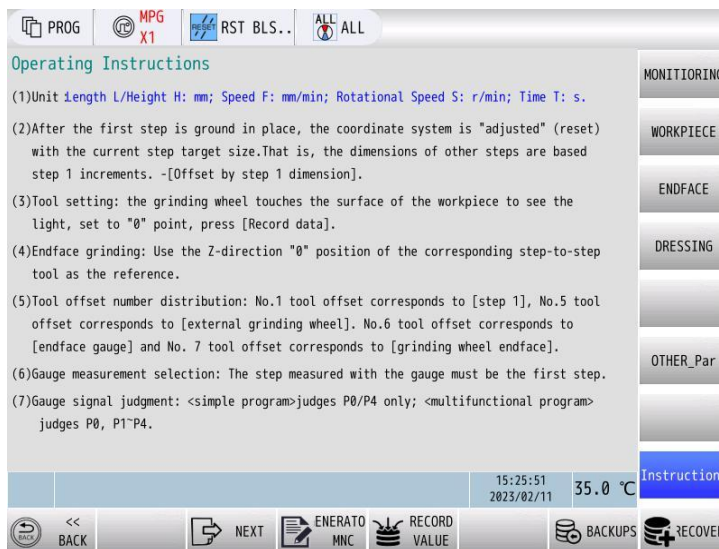 PROG
MPG
X1
RESET
RST BLS..
ALL
ALL
Operating Instructions
(1)Unit :Length L/Height H: mm; Speed F: mm/min; Rotational Speed S: r/min; Time T: s.
(2)After the first step is ground in place, the coordinate system is "adjusted" (reset)
with the current step target size.That is, the dimensions of other steps are based
step 1 increments. -[Offset by step 1 dimension].
(3)Tool setting: the grinding wheel touches the surface of the workpiece to see the
light, set to "0" point, press [Record data].
(4)Endface grinding: Use the Z-direction "0" position of the corresponding step-to-step
tool as the reference.
(5)Tool offset number distribution: No.1 tool offset corresponds to [step 1], No.5 tool
offset corresponds to [external grinding wheel]. No.6 tool offset corresponds to
[endface gauge] and No. 7 tool offset corresponds to [grinding wheel endface].
(6)Gauge measurement selection: The step measured with the gauge must be the first step.
(7)Gauge signal judgment: <simple program>judges P0/P4 only; <multifunctional program>
judges P0, P1~P4.
MONITIORING
WORKPIECE
ENDFACE
DRESSING
OTHER_Par
Instruction
15:25:51
2023/02/11
35.0 ℃
BACK
<<
BACK
NEXT
ENERATO
MNC
RECORD
VALUE
BACKUPS
RECOVE